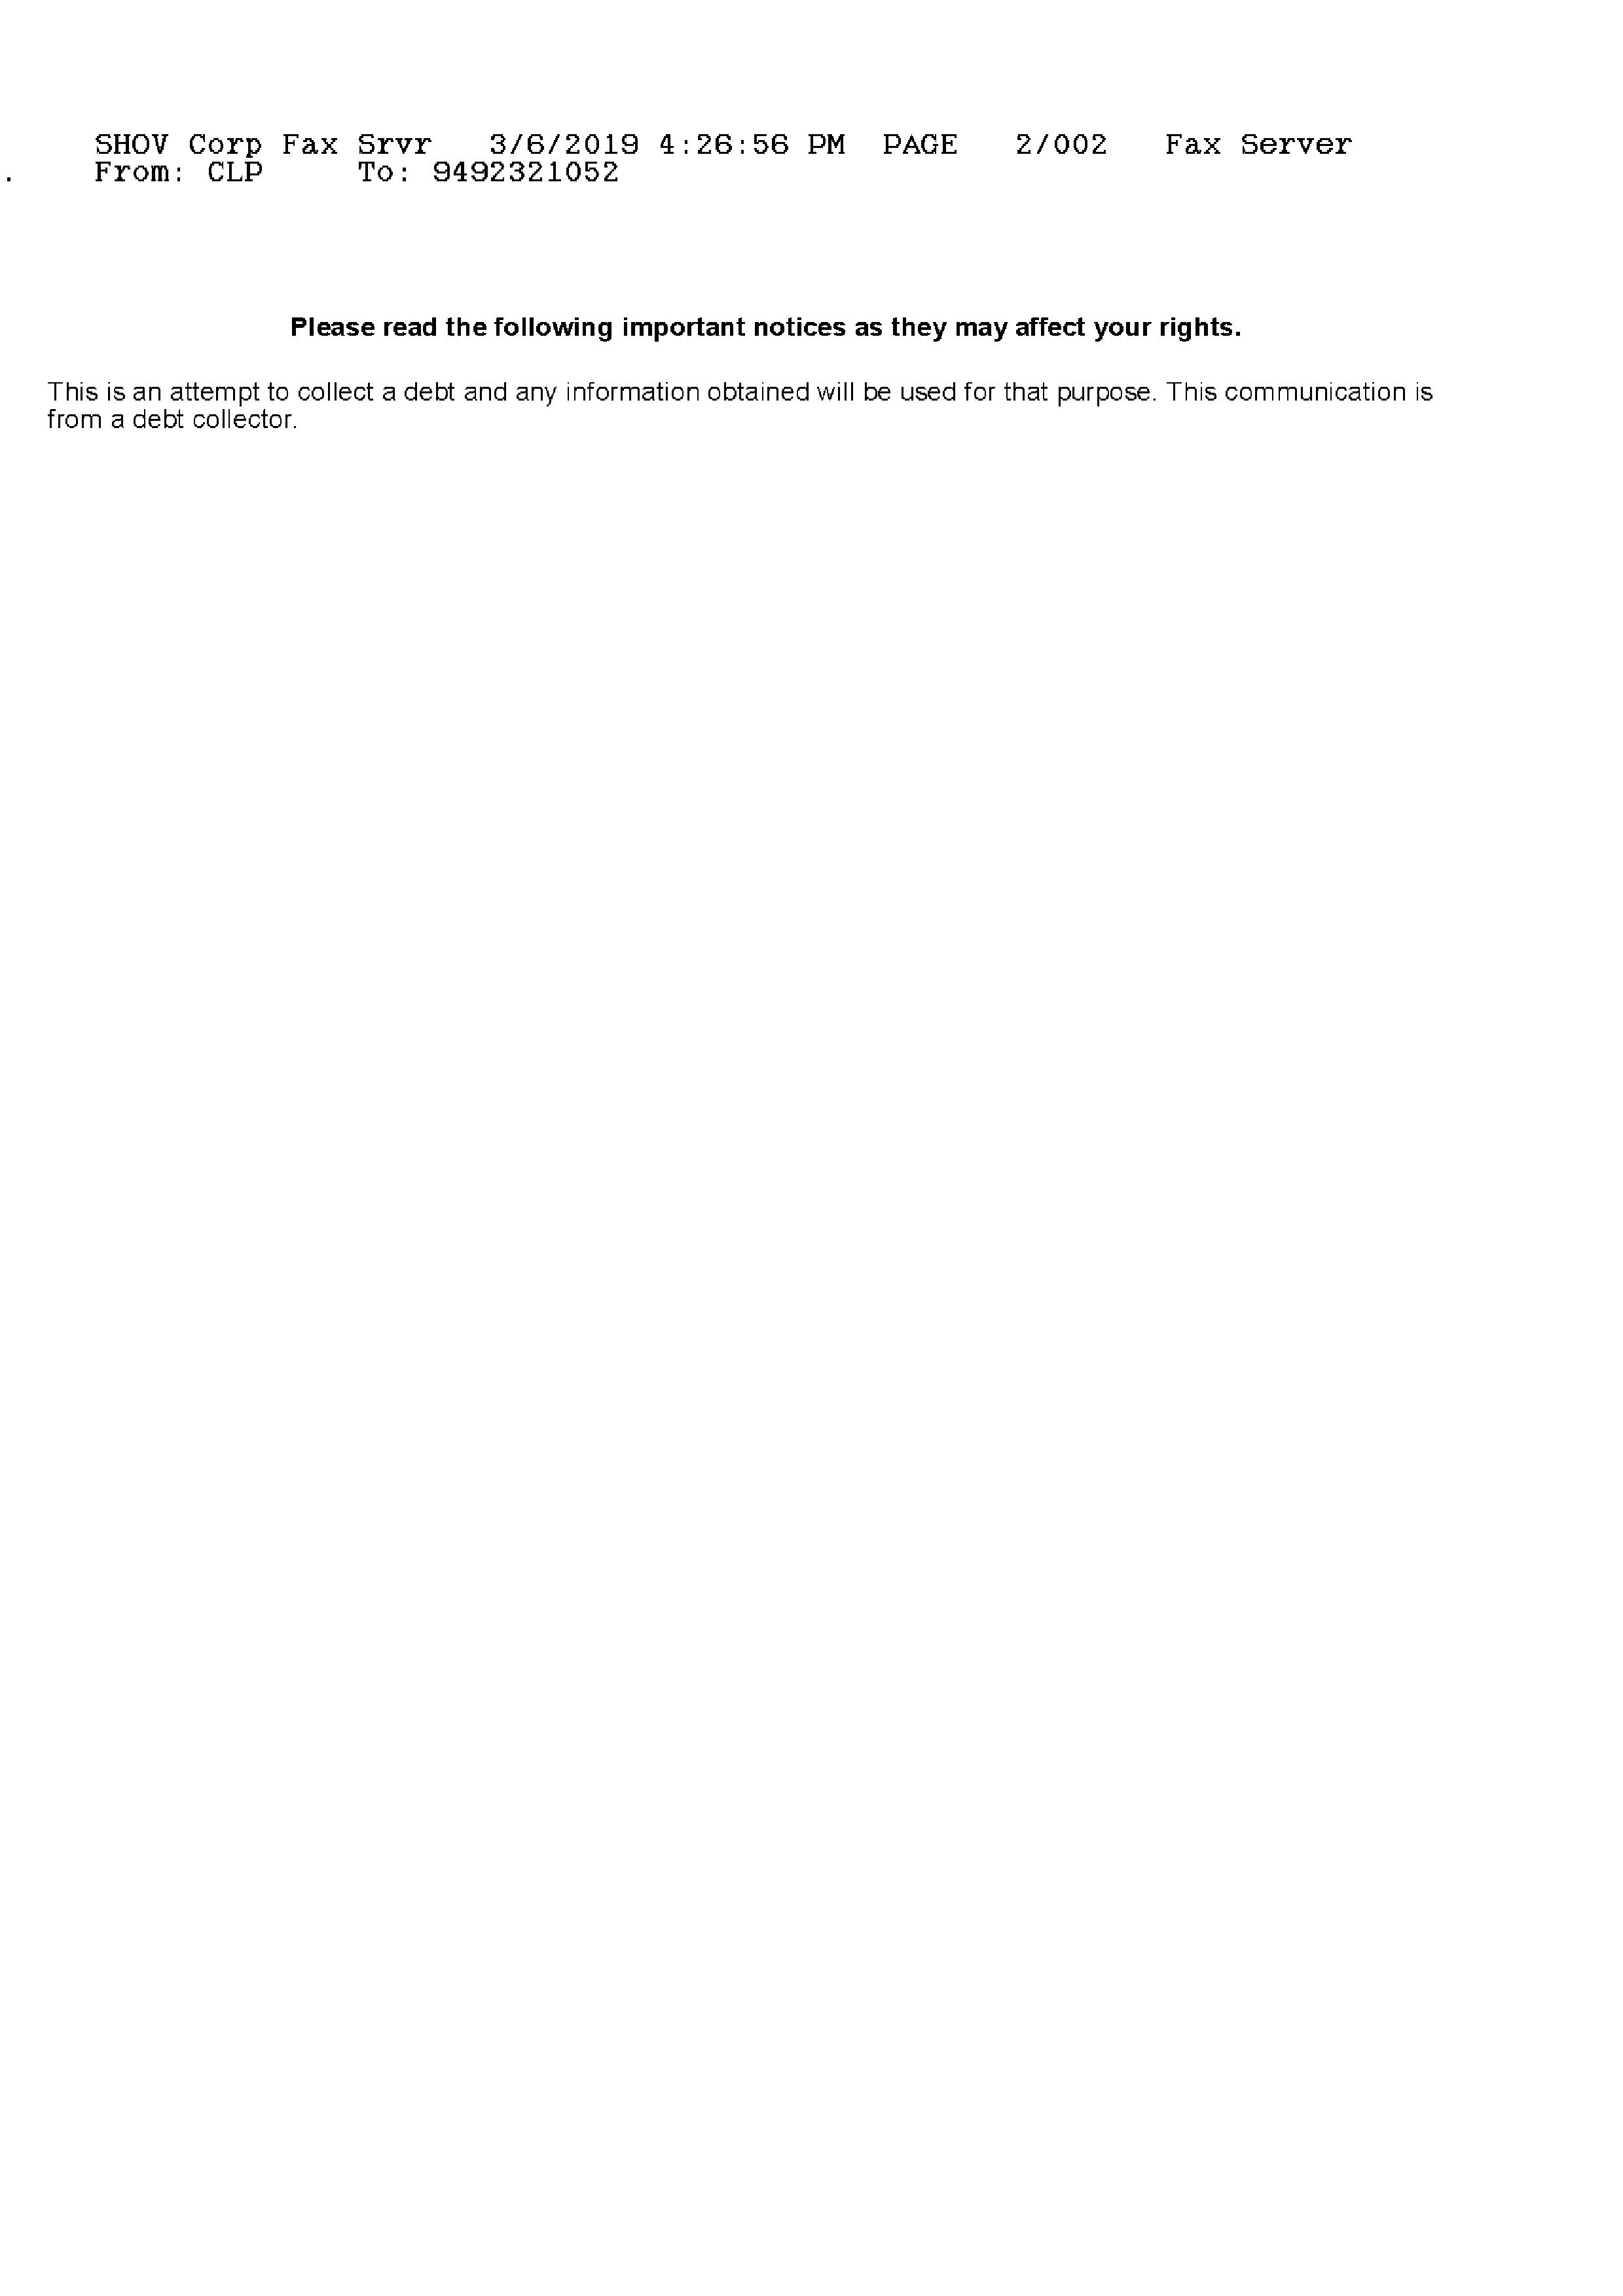 SHOV Corp Fax Srvr 3/6/2019 4:26:56 PM PAGE 2/002 Fax Server
. From: CLP To: 9492321052
Please read the following important notices as they may affect your rights.
This is an attempt to collect a debt and any information obtained will be used for that purpose. This communication is
from a debt collector.